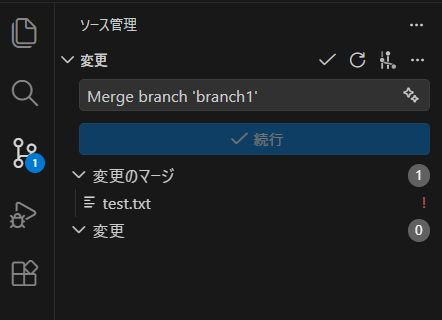 ソース管理
変更
Merge branch 'branch1'
続行
変更のマージ 1
test.txt !
変更 0
1